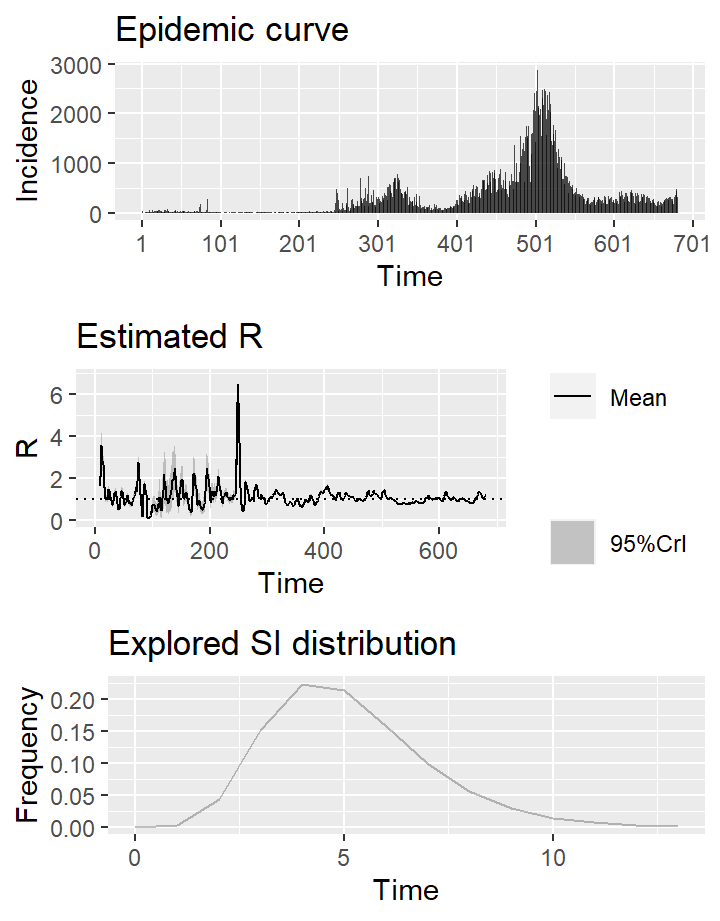 Epidemic curve
3000
2000
1000
0
Incidence
1 101 201 301 401 501 601 701
Time
Estimated R
6
4
2
0
R
0 200 400 600
Time
Mean
95%CrI
Explored SI distribution
0.20
0.15
0.10
0.05
0.00
Frequency
0 5 10
Time